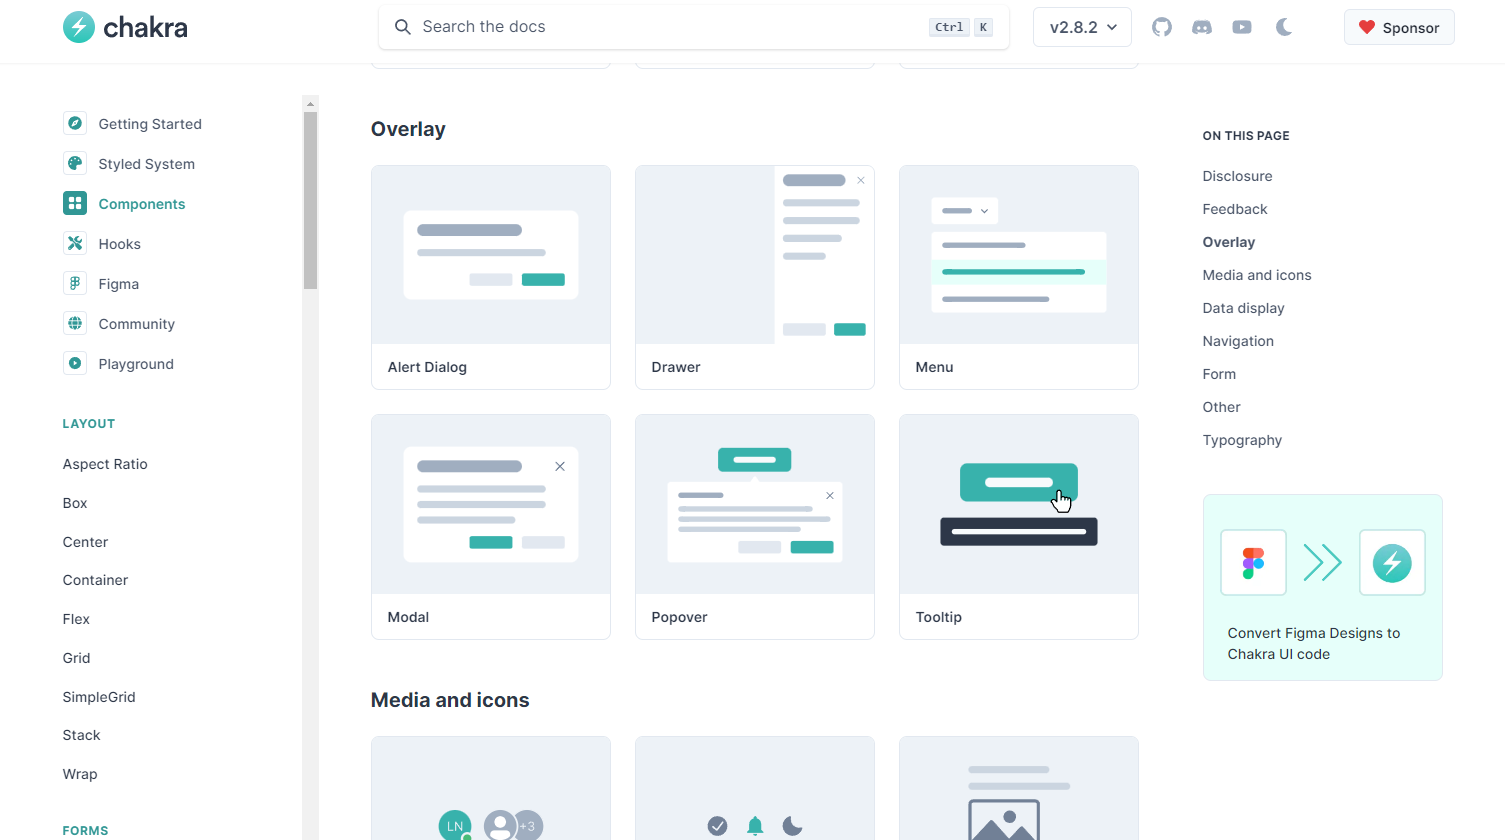 chakra
Search the docs
Ctrl K
v2.8.2
Sponsor
Getting Started
Styled System
Components
Hooks
Figma
Community
Playground
LAYOUT
Aspect Ratio
Box
Center
Container
Flex
Grid
SimpleGrid
Stack
Wrap
FORMS
Overlay
Alert Dialog
Drawer
Menu
Modal
Popover
Tooltip
Media and icons
LN
+3
ON THIS PAGE
Disclosure
Feedback
Overlay
Media and icons
Data display
Navigation
Form
Other
Typography
Convert Figma Designs to
Chakra UI code